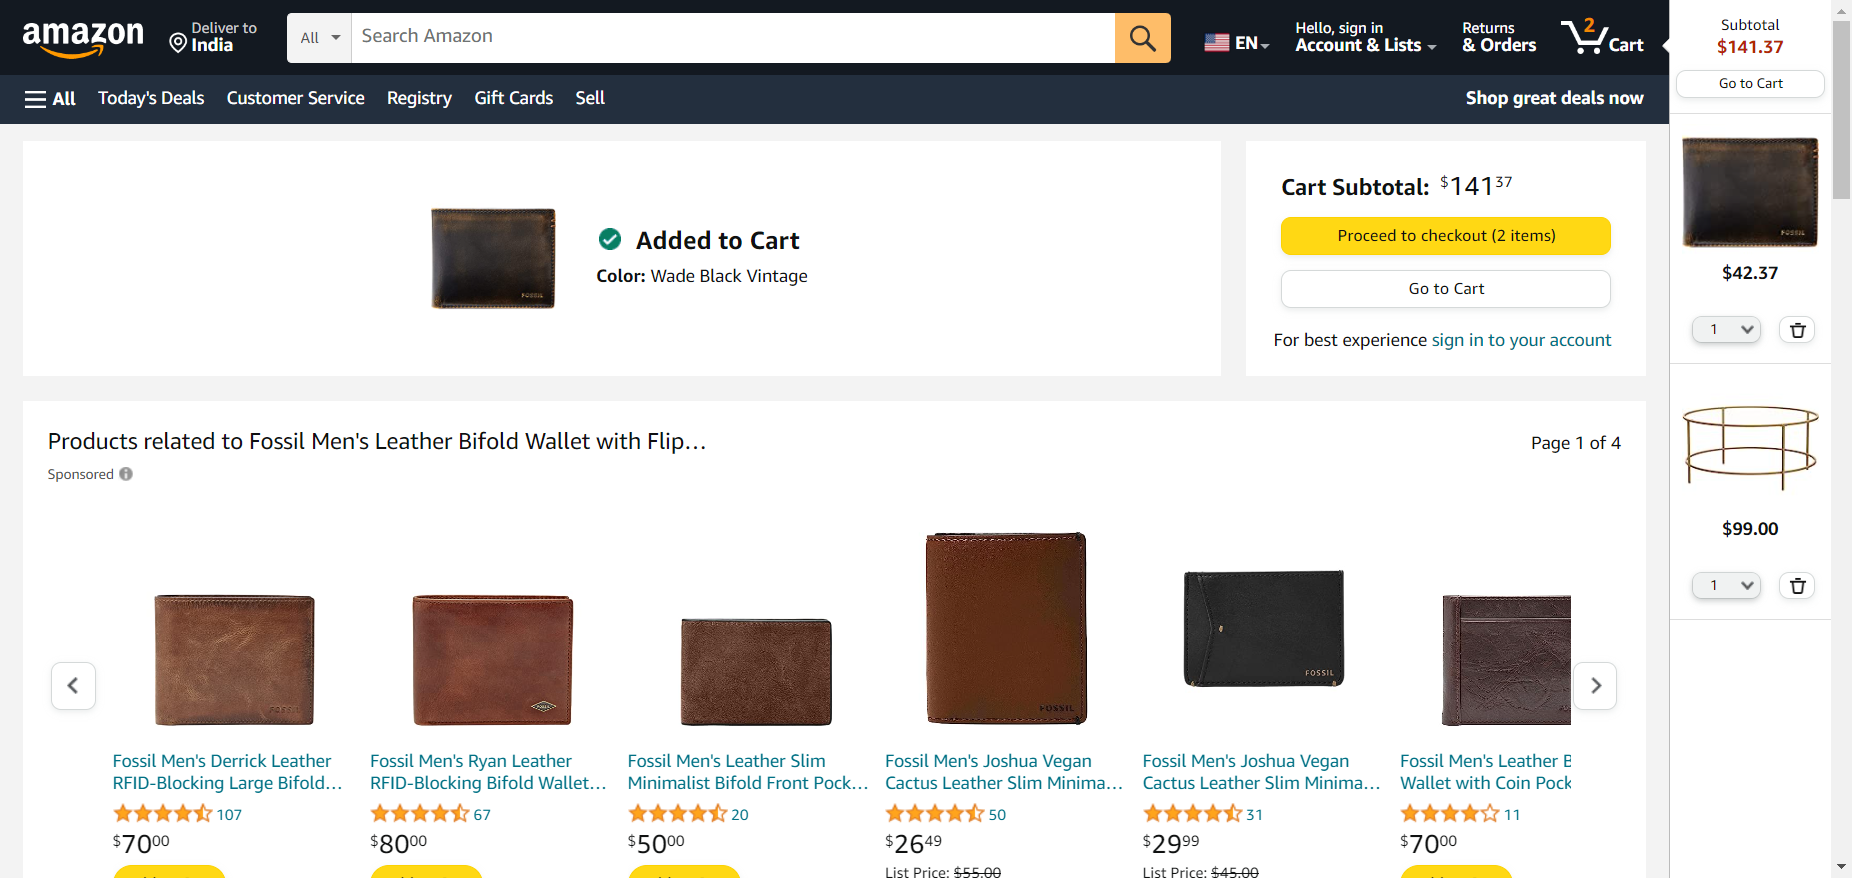 amazon
Deliver to
India
All
Search Amazon
EN
Hello, sign in
Account & Lists
Returns
& Orders
2
Cart
Subtotal
$141.37
Go to Cart
All
Today's Deals
Customer Service
Registry
Gift Cards
Sell
Shop great deals now
FOSSIL
Added to Cart
Color: Wade Black Vintage
Cart Subtotal: $141 37
Proceed to checkout (2 items)
Go to Cart
For best experience sign in to your account
FOSSIL
$42.37
1
$99.00
1
Products related to Fossil Men's Leather Bifold Wallet with Flip…
Page 1 of 4
Sponsored
FOSSIL
FOSSIL
FOSSIL
FOSSIL
Fossil Men's Derrick Leather
RFID-Blocking Large Bifold…
107
$70 00
Fossil Men's Ryan Leather
RFID-Blocking Bifold Wallet…
67
$80 00
Fossil Men's Leather Slim
Minimalist Bifold Front Pock…
20
$50 00
Fossil Men's Joshua Vegan
Cactus Leather Slim Minima…
50
$26 49
List Price: $55.00
Fossil Men's Joshua Vegan
Cactus Leather Slim Minima…
31
$29 99
List Price: $45.00
Fossil Men's Leather B
Wallet with Coin Pock
11
$70 00